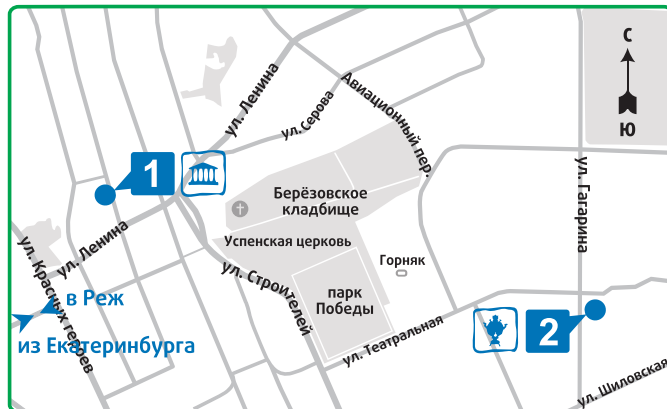 С
Ю
ул. Ленина
ул. Серова
Авиационный пер.
1
Берёзовское
кладбище
ул. Гагарина
ул. Ленина
Успенская церковь
ул. Красных героев
ул. Строителей
Горняк
в Реж
парк
Победы
из Екатеринбурга
ул. Театральная
2
ул. Шиловская